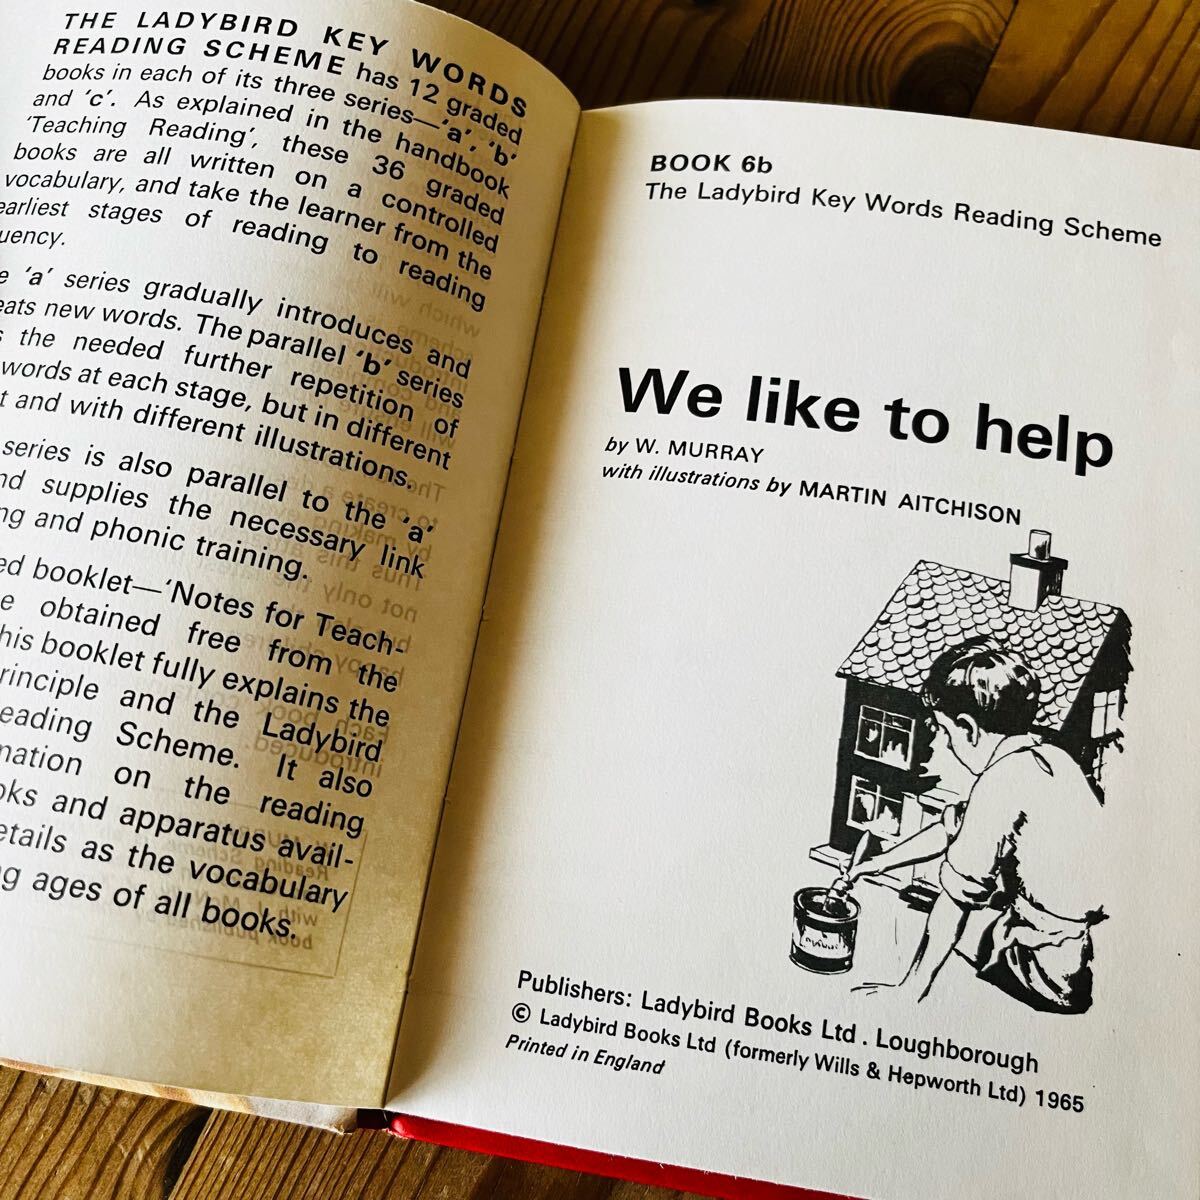 THE LADYBIRD KEY WORDS
READING SCHEME has 12 graded
books in each of its three series—'a', 'b'
and 'c'. As explained in the handbook
'Teaching Reading', these 36 graded
books are all written on a controlled
vocabulary, and take the learner from the
earliest stages of reading to reading
uency.
e 'a' series gradually introduces and
eats new words. The parallel 'b' series
s the needed further repetition of
words at each stage, but in different
t and with different illustrations.
series is also parallel to the 'a'
nd supplies the necessary link
ng and phonic training.
ed booklet—'Notes for Teach-
e obtained free from the
his booklet fully explains the
rinciple and the Ladybird
eading Scheme. It also
mation on the reading
oks and apparatus avail-
etails as the vocabulary
ng ages of all books.
BOOK 6b
The Ladybird Key Words Reading Scheme
We like to help
by W. MURRAY
with illustrations by MARTIN AITCHISON
Publishers: Ladybird Books Ltd . Loughborough
© Ladybird Books Ltd (formerly Wills & Hepworth Ltd) 1965
Printed in England